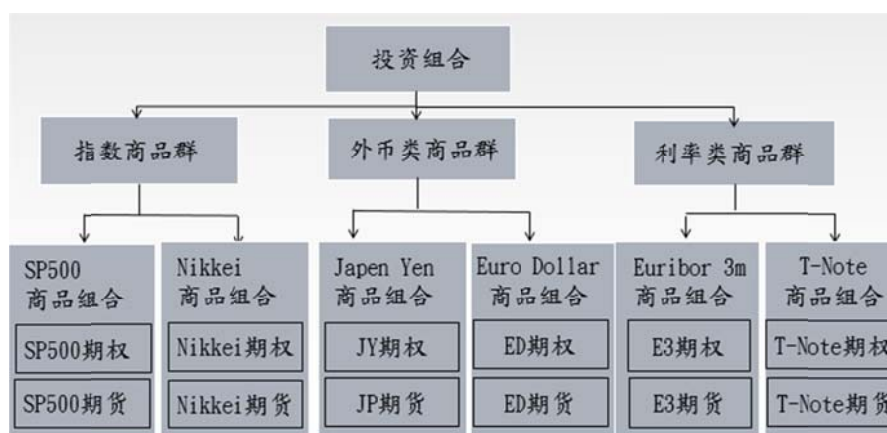 投资组合
指数商品群
外币类商品群
利率类商品群
SP500
商品组合
SP500期权
SP500期货
Nikkei
商品组合
Nikkei期权
Nikkei期货
Japen Yen
商品组合
JY期权
JP期货
Euro Dollar
商品组合
ED期权
ED期货
Euribor 3m
商品组合
E3期权
E3期货
T-Note
商品组合
T-Note期权
T-Note期货